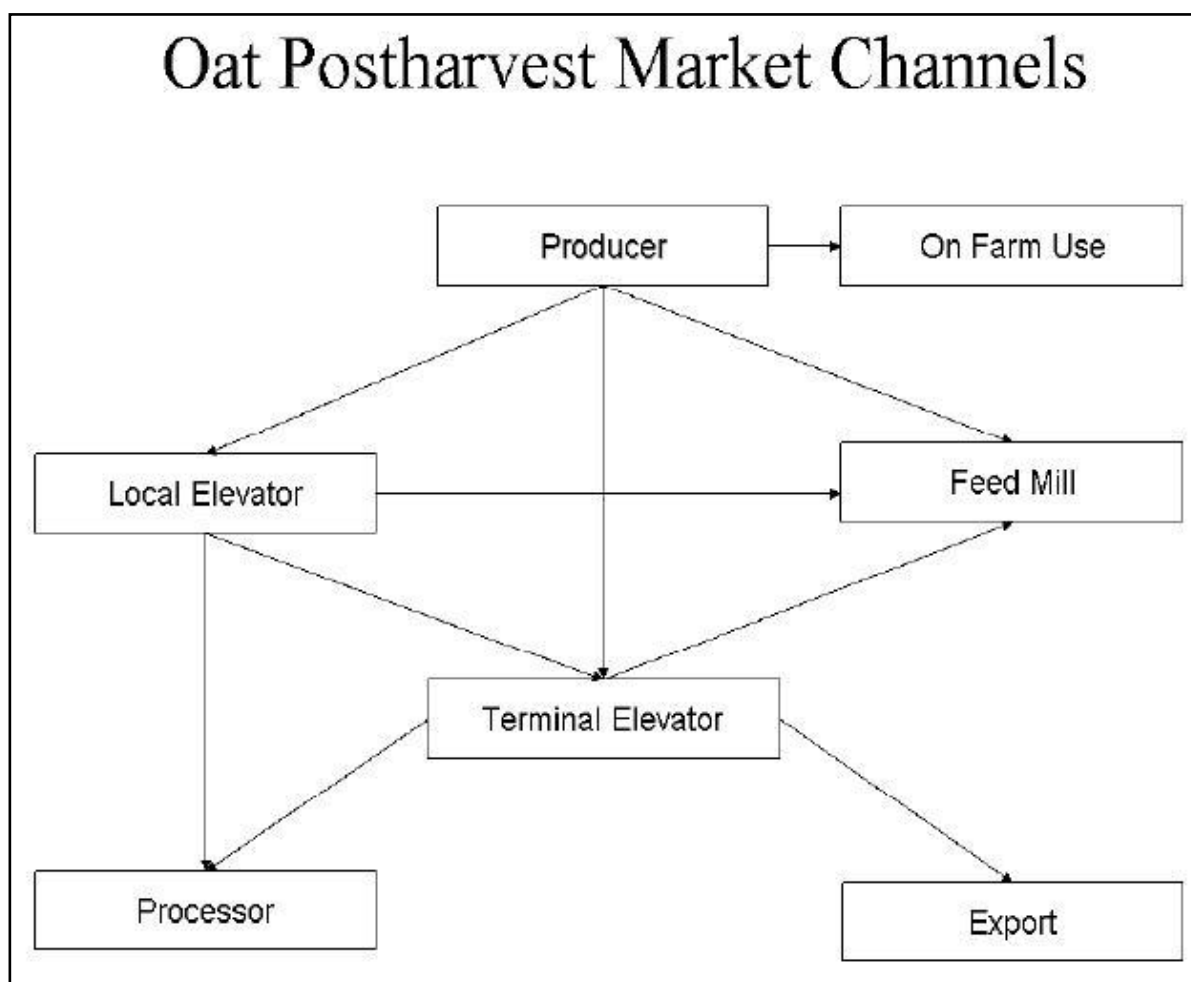 Oat Postharvest Market Channels
Producer
On Farm Use
Local Elevator
Feed Mill
Terminal Elevator
Processor
Export